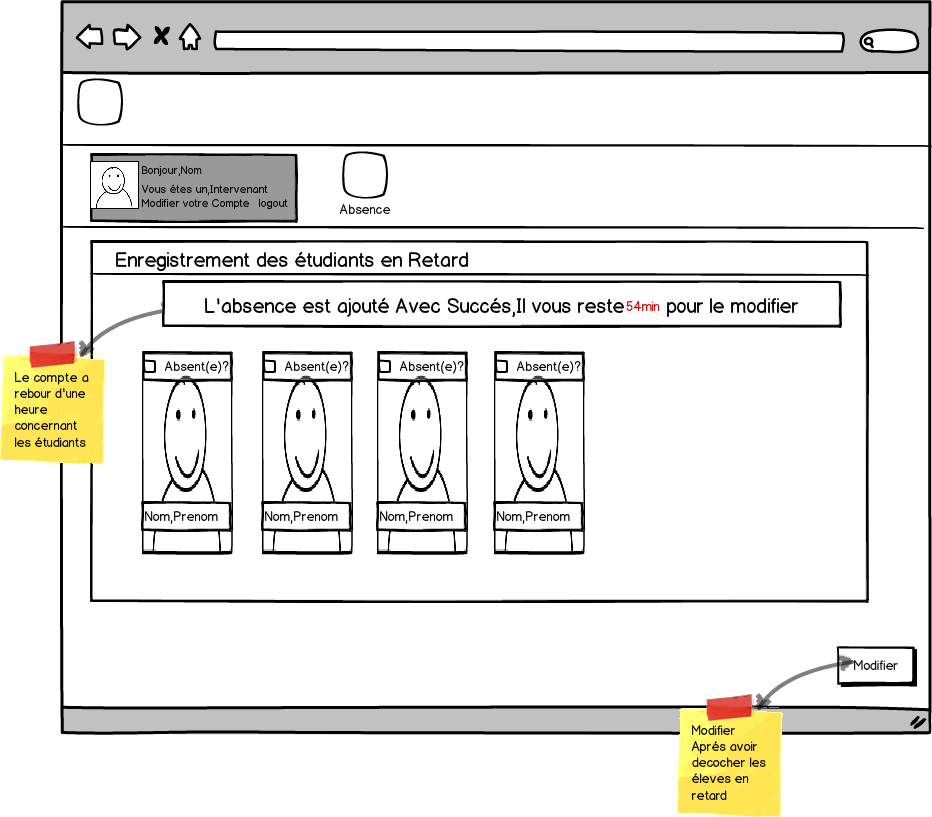 Bonjour,Nom
Vous étes un,Intervenant
Modifier votre Compte logout
Absence
Enregistrement des étudiants en Retard
L'absence est ajouté Avec Succés,Il vous reste 54min pour le modifier
Le compte a
rebour d'une
heure
concernant
les étudiants
Absent(e)? Absent(e)? Absent(e)? Absent(e)?
Nom,Prenom Nom,Prenom Nom,Prenom Nom,Prenom
Modifier
Modifier
Aprés avoir
decocher les
éleves en
retard